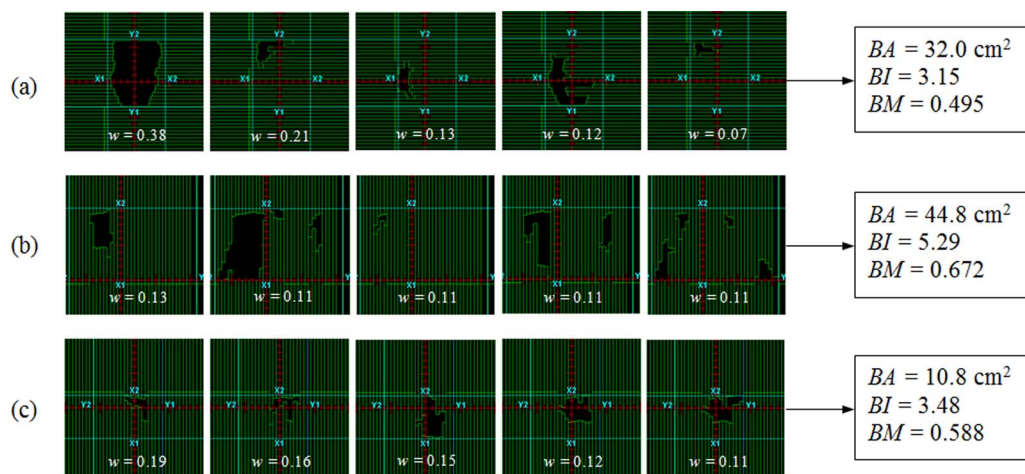 (a)
Y2 Y2 Y2 Y2 Y2
X1 X2 X1 X2 X1 X2 X1 X2 X1 X2
Y1 Y1 Y1 Y1 Y1
w = 0.38 w = 0.21 w = 0.13 w = 0.12 w = 0.07
BA = 32.0 cm²
BI = 3.15
BM = 0.495
(b)
X2 X2 X2 X2 X2
X1 X1 X1 X1 X1
w = 0.13 w = 0.11 w = 0.11 w = 0.11 w = 0.11
BA = 44.8 cm²
BI = 5.29
BM = 0.672
(c)
X2 X2 X2 X2 X2
Y2 Y1 Y2 Y1 Y2 Y1 Y2 Y1 Y2 Y1
X1 X1 X1 X1 X1
w = 0.19 w = 0.16 w = 0.15 w = 0.12 w = 0.11
BA = 10.8 cm²
BI = 3.48
BM = 0.588